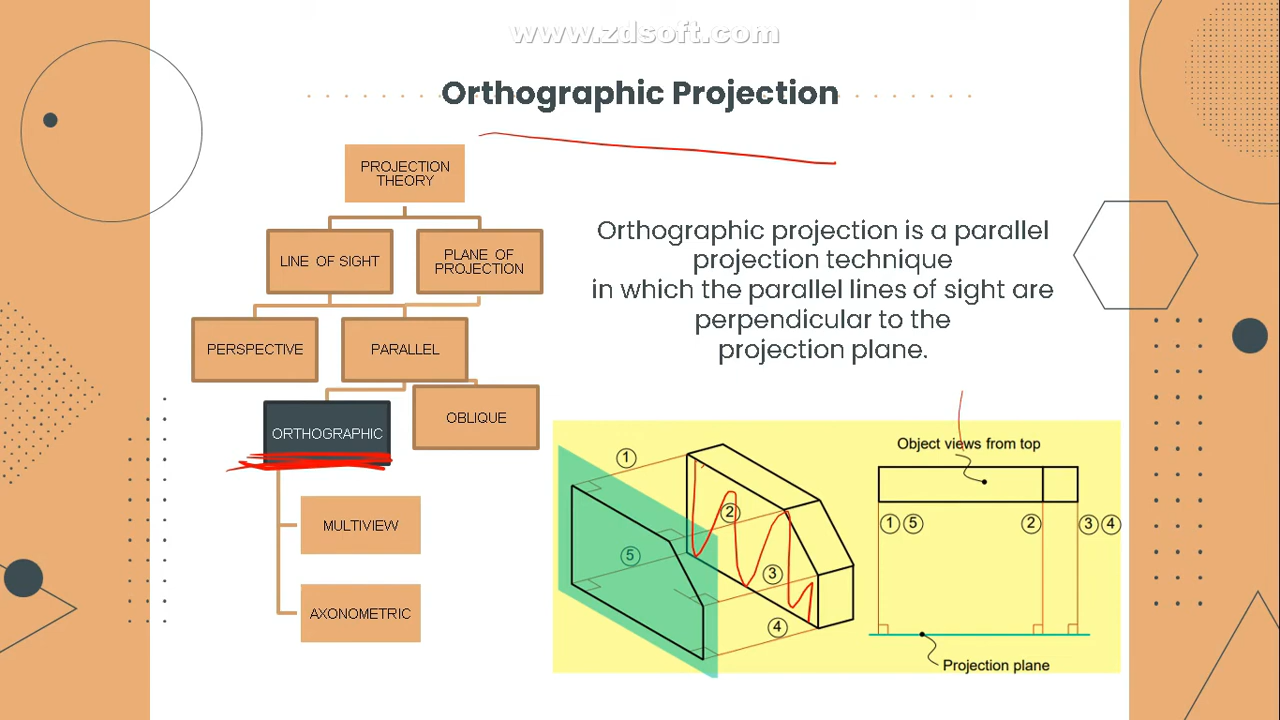 www.zdsoft.com
Orthographic Projection
PROJECTION
THEORY
LINE OF SIGHT
PLANE OF
PROJECTION
PERSPECTIVE
PARALLEL
ORTHOGRAPHIC
OBLIQUE
MULTIVIEW
AXONOMETRIC
Orthographic projection is a parallel
projection technique
in which the parallel lines of sight are
perpendicular to the
projection plane.
1
2
5
3
4
Object views from top
1 5 2 3 4
Projection plane